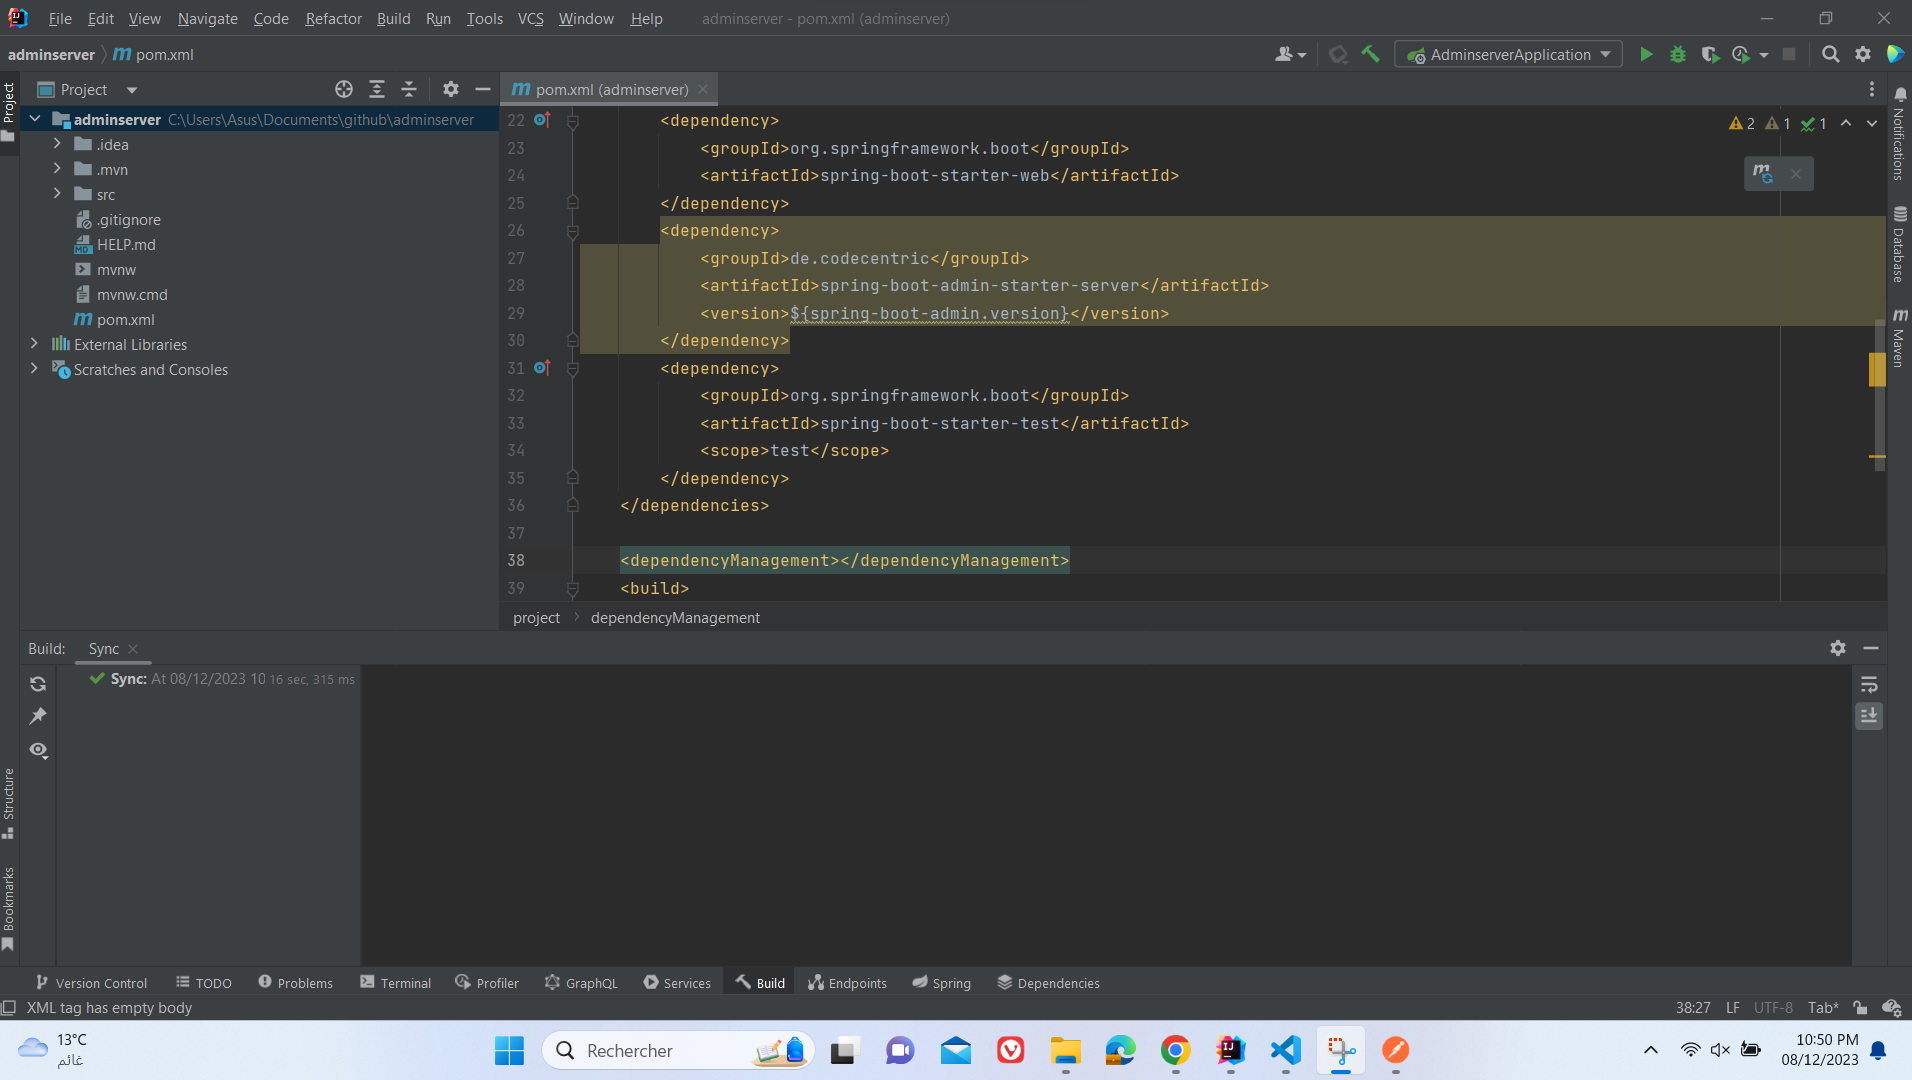 File Edit View Navigate Code Refactor Build Run Tools VCS Window Help adminserver - pom.xml (adminserver)
adminserver pom.xml AdminserverApplication
Project
pom.xml (adminserver)
Project
adminserver C:\Users\Asus\Documents\github\adminserver
.idea
.mvn
src
.gitignore
HELP.md
mvnw
mvnw.cmd
pom.xml
External Libraries
Scratches and Consoles
22 <dependency>
23 <groupId>org.springframework.boot</groupId>
24 <artifactId>spring-boot-starter-web</artifactId>
25 </dependency>
26 <dependency>
27 <groupId>de.codecentric</groupId>
28 <artifactId>spring-boot-admin-starter-server</artifactId>
29 <version>${spring-boot-admin.version}</version>
30 </dependency>
31 <dependency>
32 <groupId>org.springframework.boot</groupId>
33 <artifactId>spring-boot-starter-test</artifactId>
34 <scope>test</scope>
35 </dependency>
36 </dependencies>
37
38 <dependencyManagement></dependencyManagement>
39 <build>
2 1 1
Notifications
Database
Maven
project dependencyManagement
Build: Sync
Sync: At 08/12/2023 10 16 sec, 315 ms
Structure
Bookmarks
Version Control TODO Problems Terminal Profiler GraphQL Services Build Endpoints Spring Dependencies
XML tag has empty body 38:27 LF UTF-8 Tab*
13°C
غائم
Rechercher
10:50 PM
08/12/2023